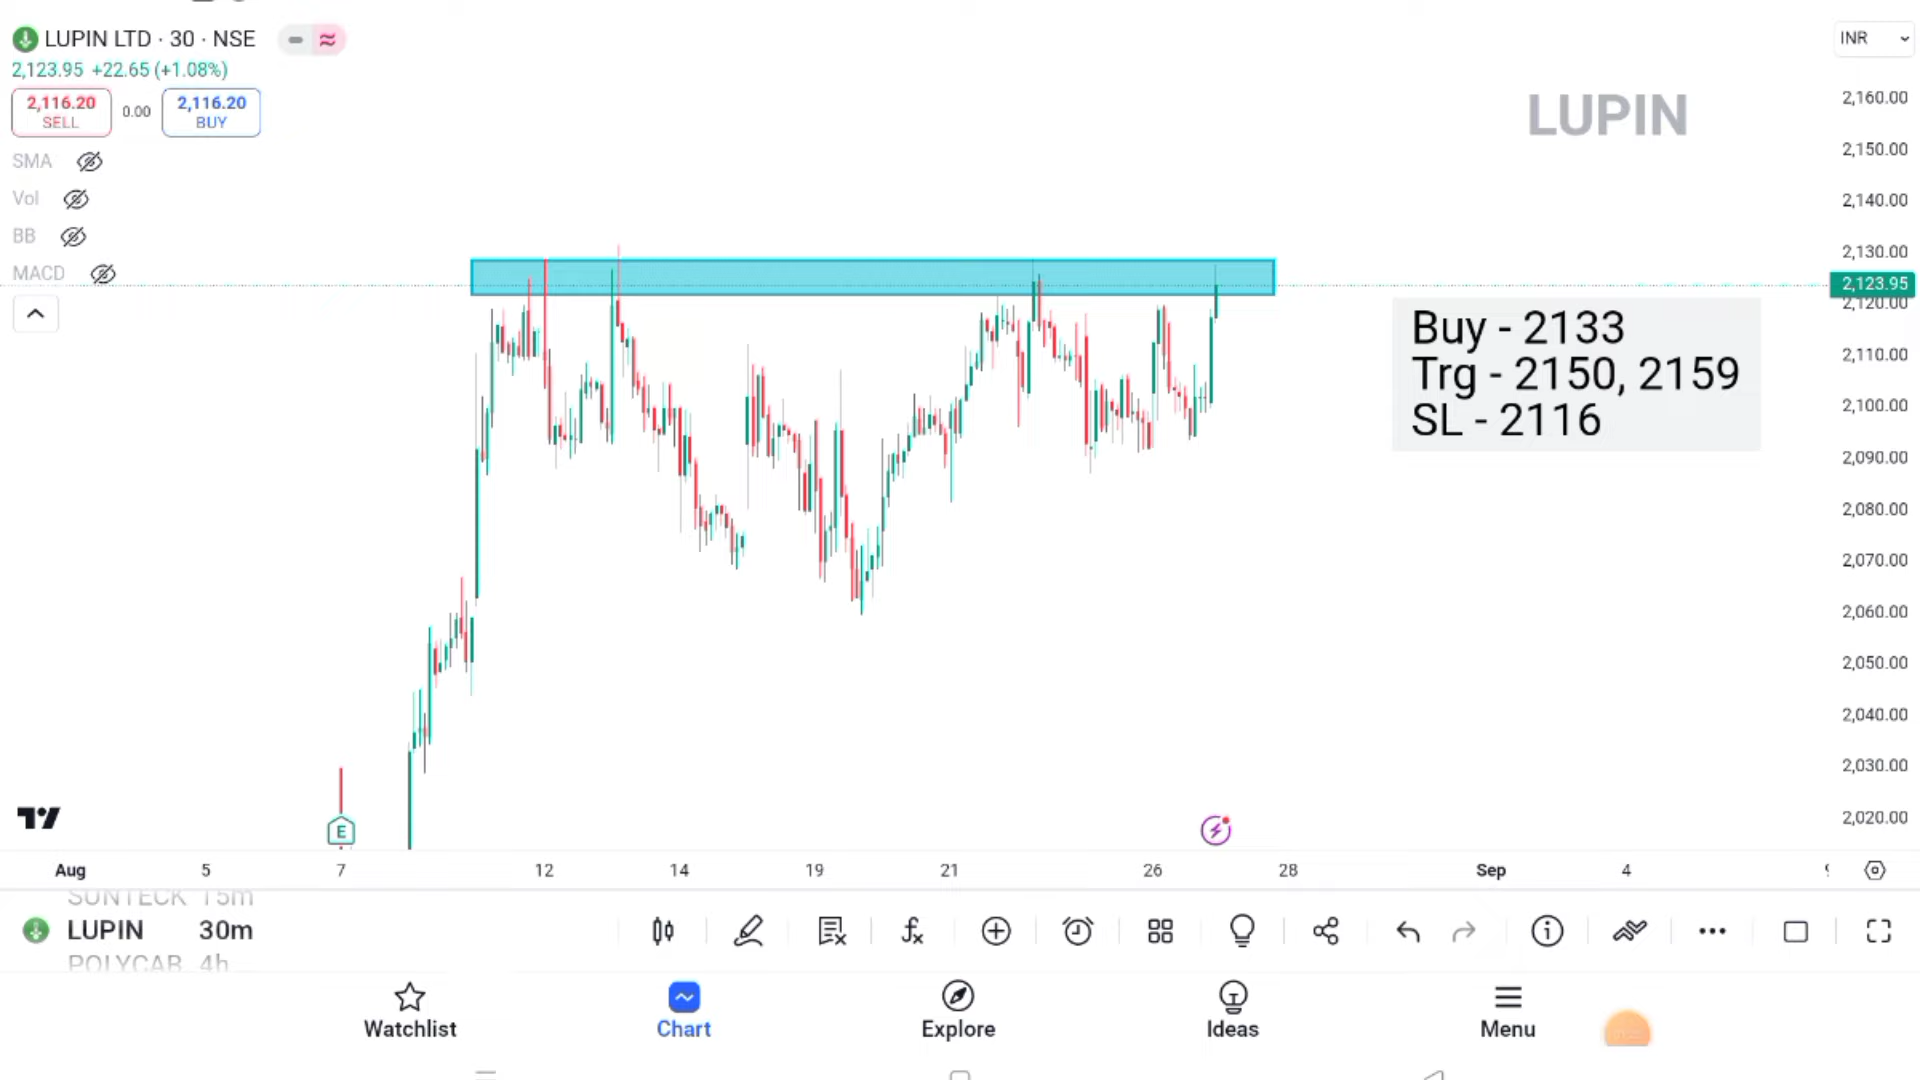 LUPIN LTD · 30 · NSE
2,123.95 +22.65 (+1.08%)
2,116.20
SELL
0.00
2,116.20
BUY
SMA
Vol
BB
MACD
INR
LUPIN
2,160.00
2,150.00
2,140.00
2,130.00
2,123.95
2,120.00
2,110.00
2,100.00
2,090.00
2,080.00
2,070.00
2,060.00
2,050.00
2,040.00
2,030.00
2,020.00
Buy - 2133
Trg - 2150, 2159
SL - 2116
E
Aug 5 7 12 14 19 21 26 28 Sep 4
SUNTECK 15m
LUPIN 30m
POLYCAB 4h
Watchlist
Chart
Explore
Ideas
Menu